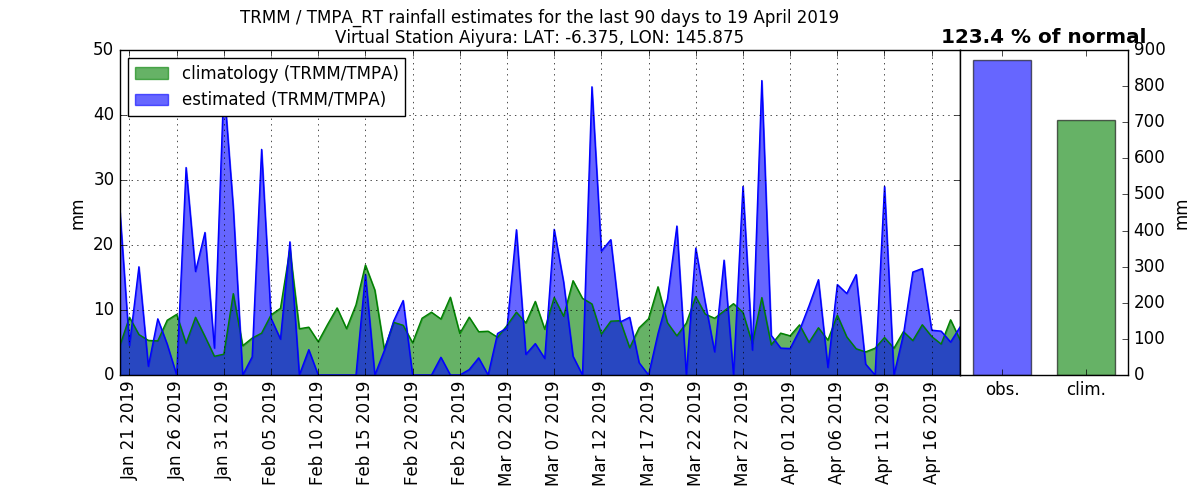 TRMM / TMPA_RT rainfall estimates for the last 90 days to 19 April 2019
Virtual Station Aiyura: LAT: -6.375, LON: 145.875
123.4 % of normal
climatology (TRMM/TMPA)
estimated (TRMM/TMPA)
50
40
30
20
10
0
mm
Jan 21 2019
Jan 26 2019
Jan 31 2019
Feb 05 2019
Feb 10 2019
Feb 15 2019
Feb 20 2019
Feb 25 2019
Mar 02 2019
Mar 07 2019
Mar 12 2019
Mar 17 2019
Mar 22 2019
Mar 27 2019
Apr 01 2019
Apr 06 2019
Apr 11 2019
Apr 16 2019
900
800
700
600
500
400
300
200
100
0
mm
obs.
clim.